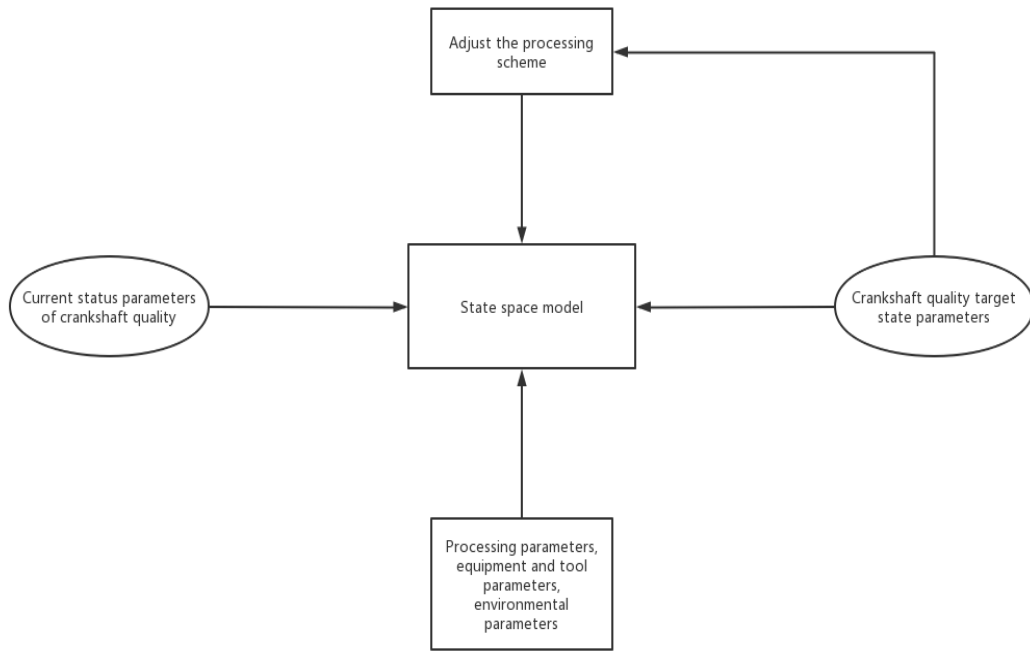 Adjust the processing
scheme
Current status parameters
of crankshaft quality
State space model
Crankshaft quality target
state parameters
Processing parameters,
equipment and tool
parameters,
environmental
parameters